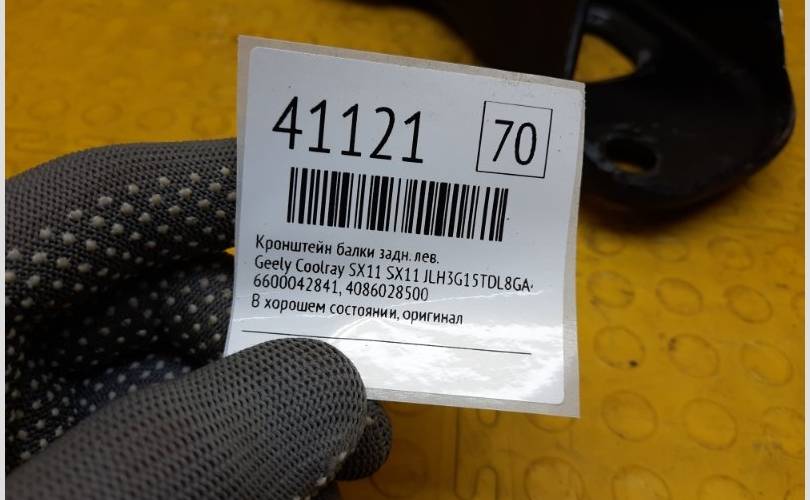 41121 70
Кронштейн балки задн. лев.
Geely Coolray SX11 SX11 JLH3G15TDL8GA
6600042841, 4086028500
В хорошем состоянии, оригинал